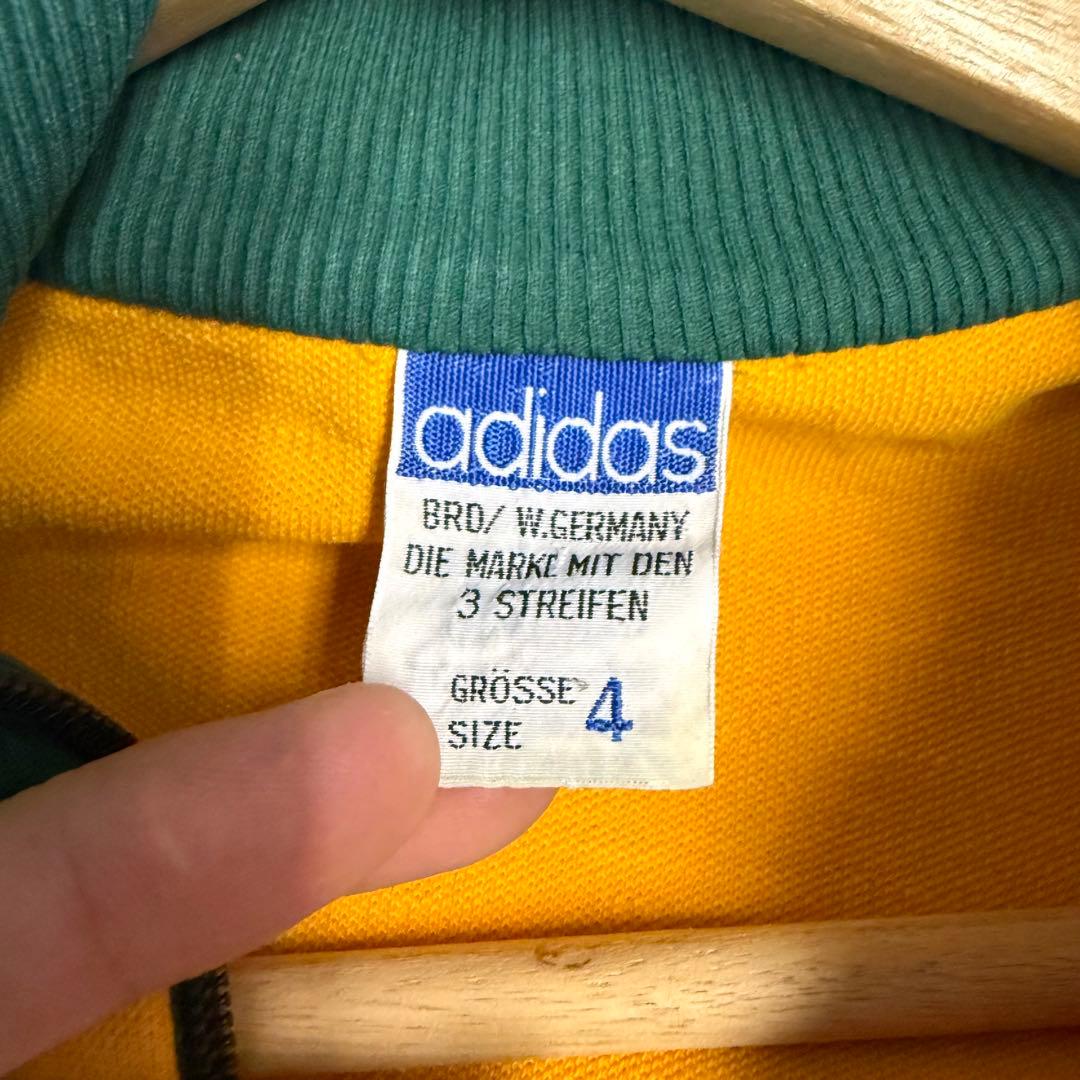 adidas
BRD/ W.GERMANY
DIE MARKE MIT DEN
3 STREIFEN
GRÖSSE 4
SIZE